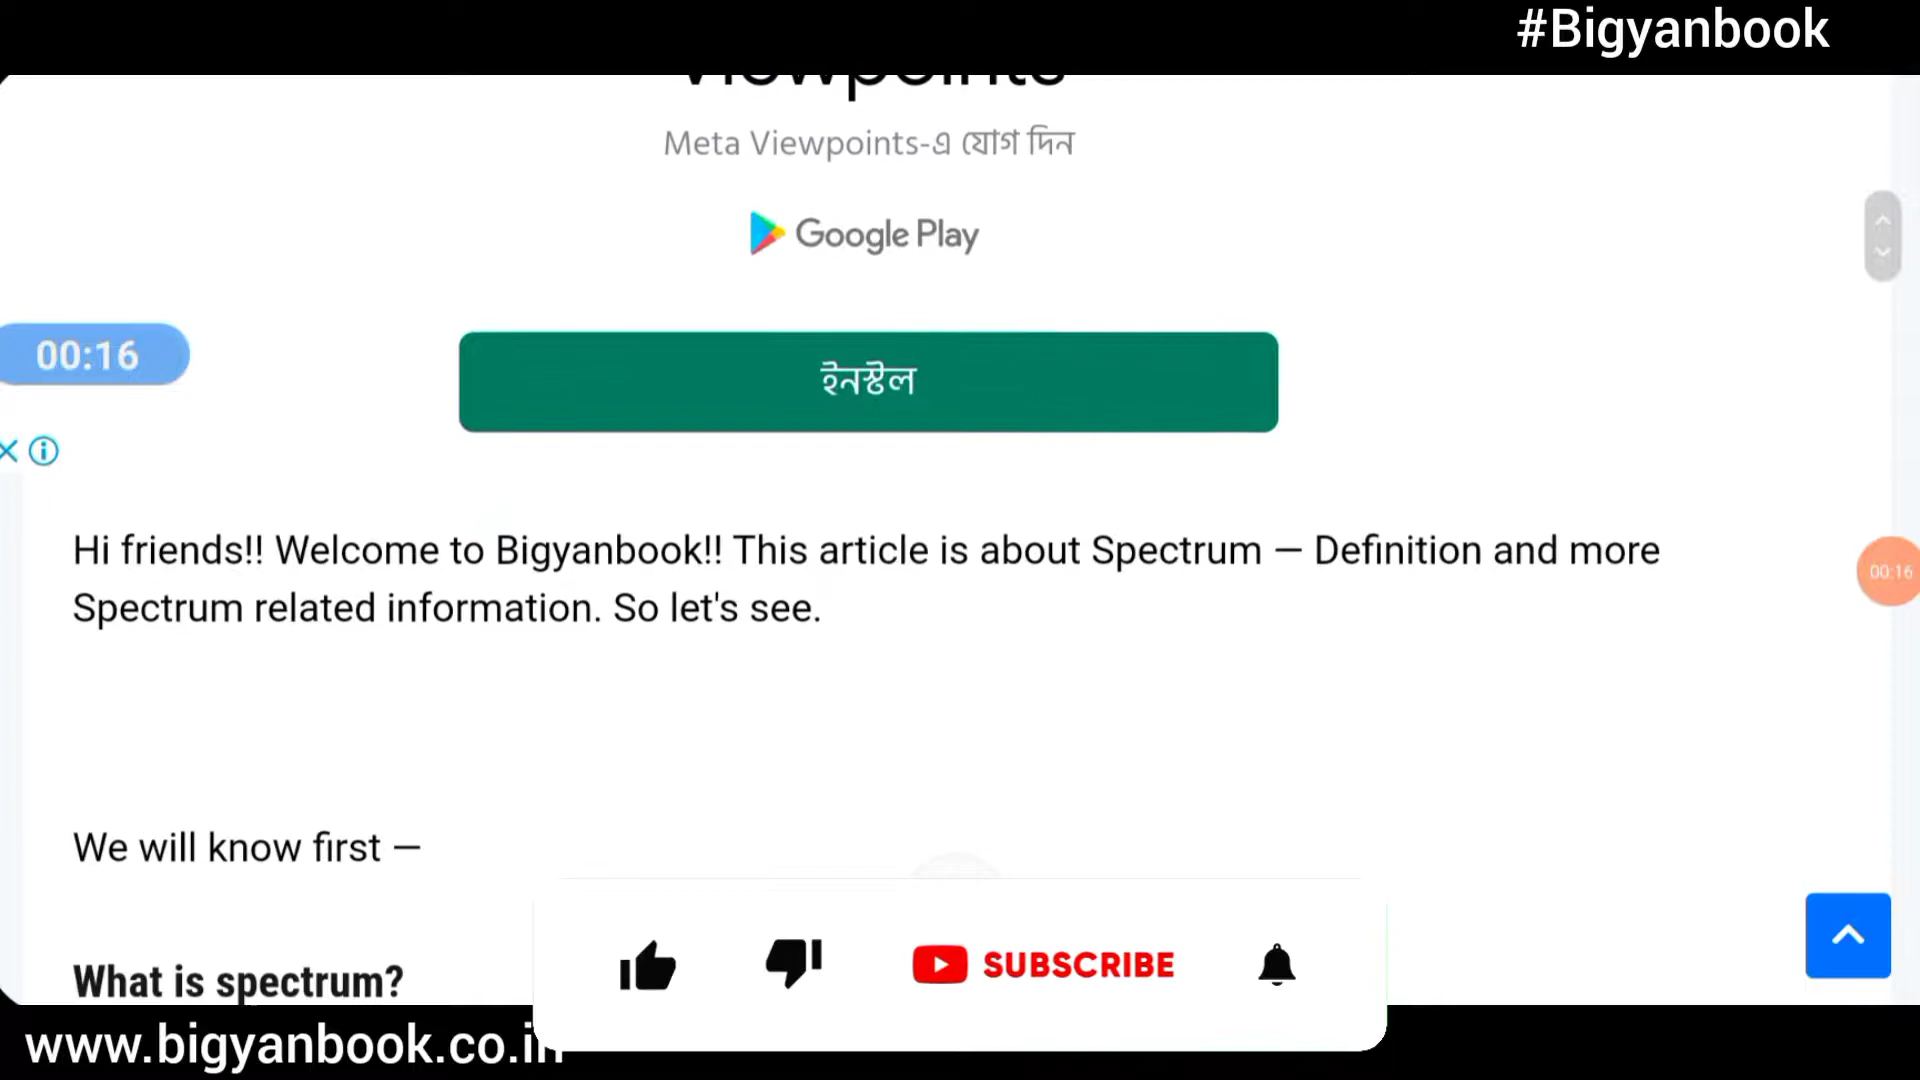 #Bigyanbook
Viewpoints
Meta Viewpoints-এ যোগ দিন
Google Play
00:16
ইনস্টল
Hi friends!! Welcome to Bigyanbook!! This article is about Spectrum — Definition and more
Spectrum related information. So let's see.
00:16
We will know first —
What is spectrum?
SUBSCRIBE
www.bigyanbook.co.in